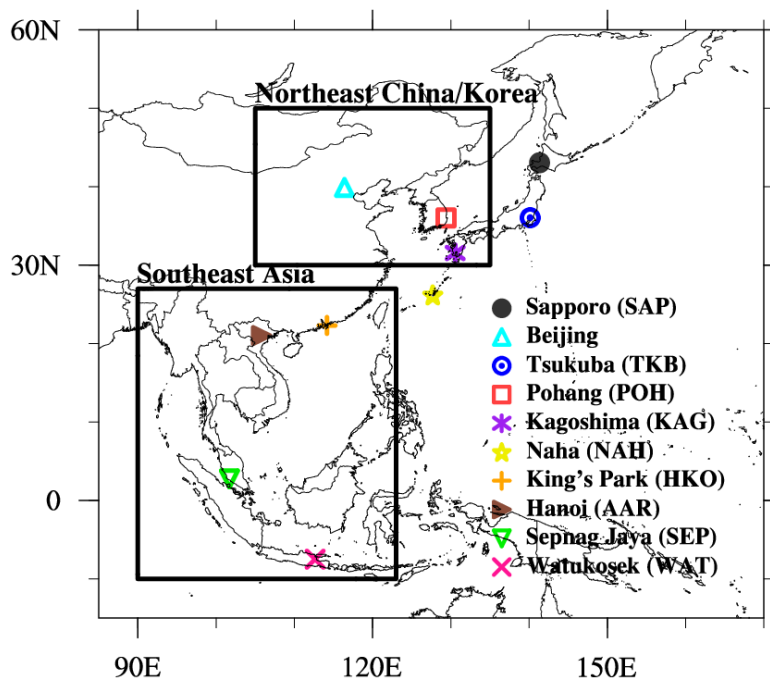 60N
Northeast China/Korea
30N
Southeast Asia
Sapporo (SAP)
Beijing
Tsukuba (TKB)
Pohang (POH)
Kagoshima (KAG)
Naha (NAH)
King's Park (HKO)
Hanoi (AAR)
Sepnag Jaya (SEP)
Watukosek (WAT)
0
90E
120E
150E